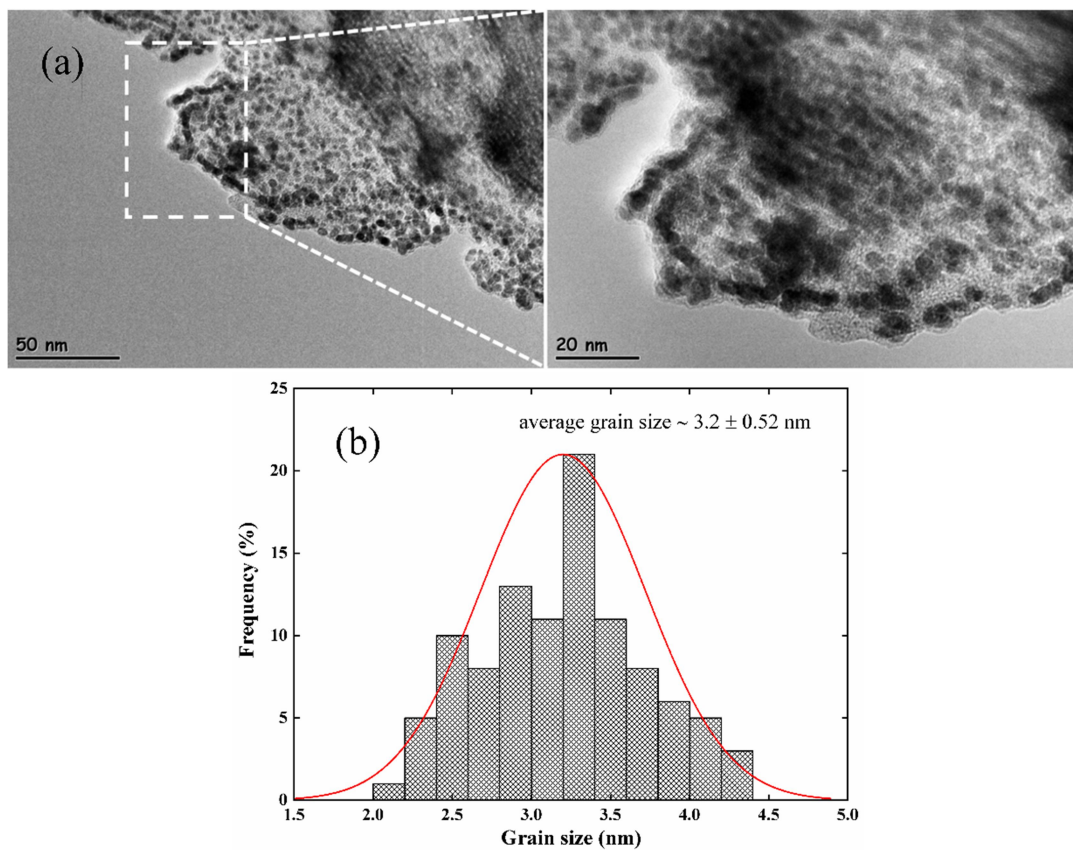 (a)
50 nm
20 nm
(b)
average grain size ~ 3.2 ± 0.52 nm
Frequency (%)
25
20
15
10
5
0
1.5 2.0 2.5 3.0 3.5 4.0 4.5 5.0
Grain size (nm)